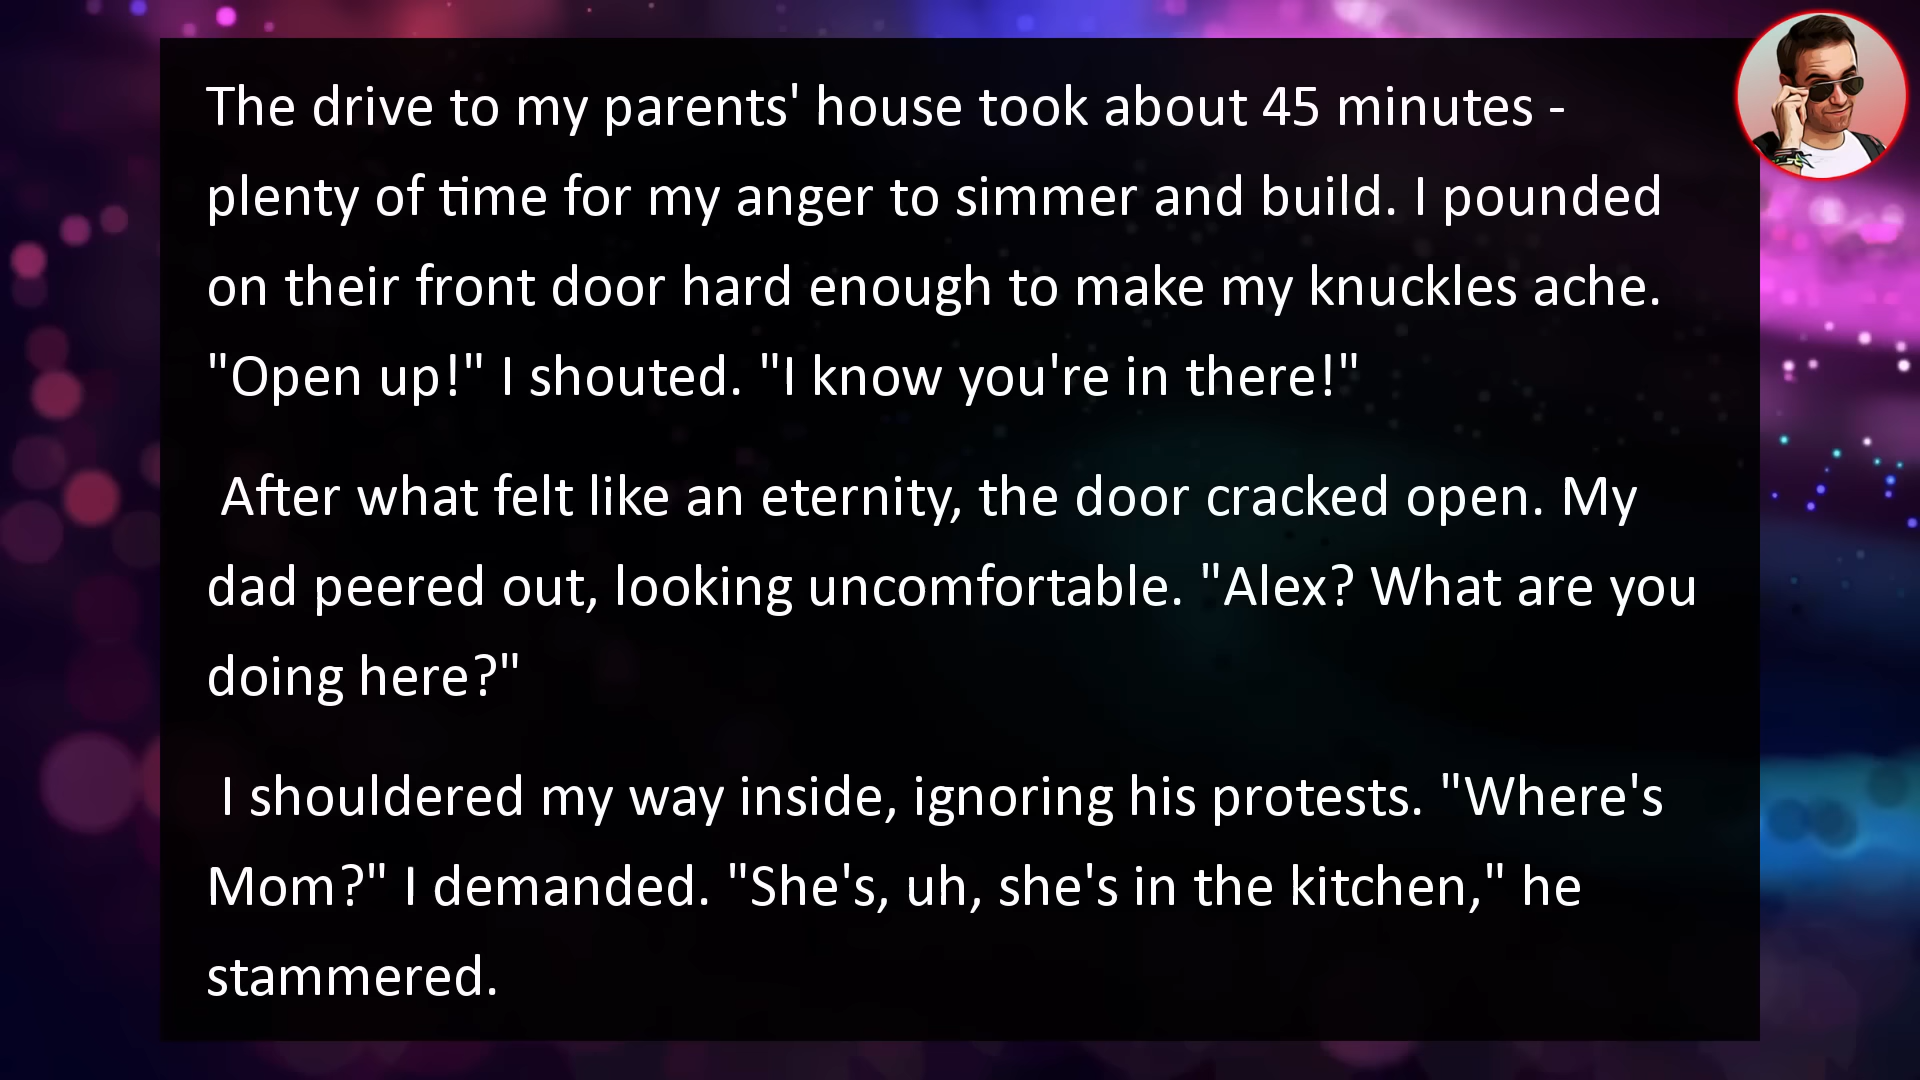 The drive to my parents' house took about 45 minutes -
plenty of time for my anger to simmer and build. I pounded
on their front door hard enough to make my knuckles ache.
"Open up!" I shouted. "I know you're in there!"
After what felt like an eternity, the door cracked open. My
dad peered out, looking uncomfortable. "Alex? What are you
doing here?"
I shouldered my way inside, ignoring his protests. "Where's
Mom?" I demanded. "She's, uh, she's in the kitchen," he
stammered.